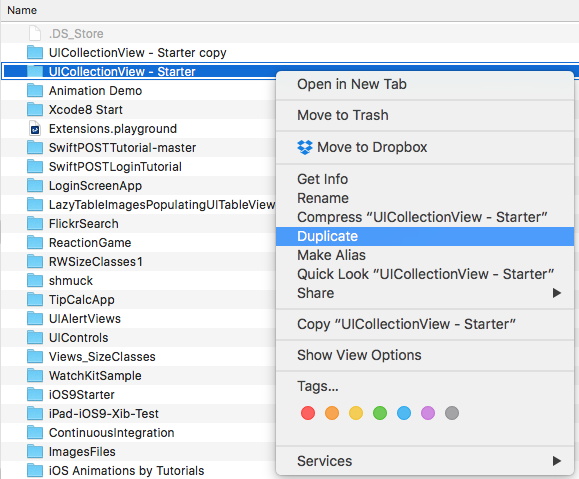 Name
.DS_Store
UICollectionView - Starter copy
UICollectionView - Starter
Animation Demo
Xcode8 Start
Extensions.playground
SwiftPOSTTutorial-master
SwiftPOSTLoginTutorial
LoginScreenApp
LazyTableImagesPopulatingUITableView
FlickrSearch
ReactionGame
RWSizeClasses1
shmuck
TipCalcApp
UIAlertViews
UIControls
Views_SizeClasses
WatchKitSample
iOS9Starter
iPad-iOS9-Xib-Test
ContinuousIntegration
ImagesFiles
iOS Animations by Tutorials
Open in New Tab
Move to Trash
Move to Dropbox
Get Info
Rename
Compress “UICollectionView - Starter”
Duplicate
Make Alias
Quick Look “UICollectionView - Starter”
Share
Copy “UICollectionView - Starter”
Show View Options
Tags...
Services